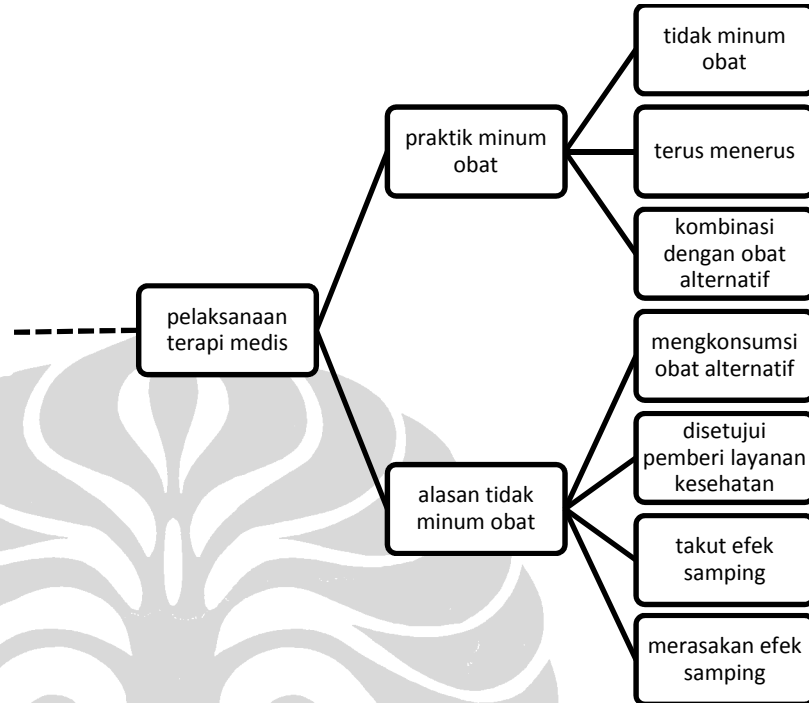 pelaksanaan
terapi medis
praktik minum
obat
tidak minum
obat
terus menerus
kombinasi
dengan obat
alternatif
alasan tidak
minum obat
mengkonsumsi
obat alternatif
disetujui
pemberi layanan
kesehatan
takut efek
samping
merasakan efek
samping